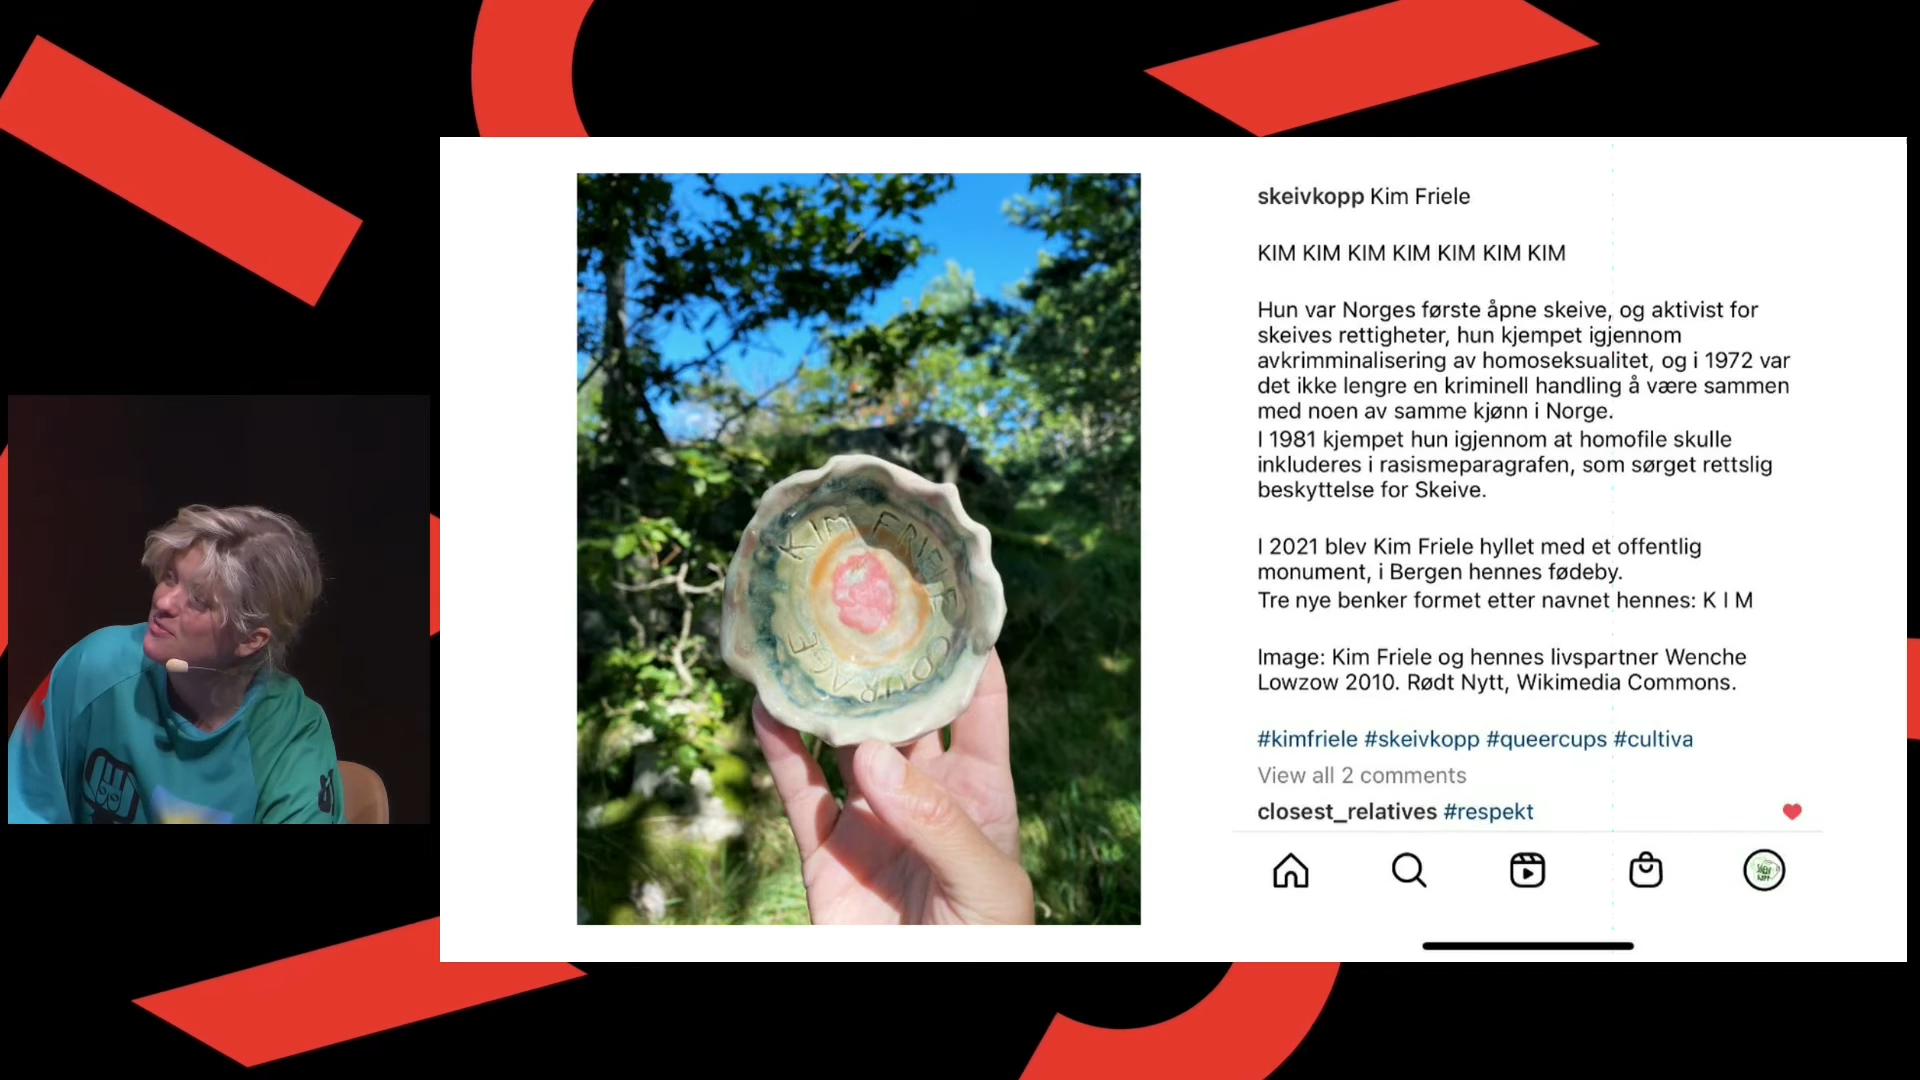 skeivkopp Kim Friele
KIM KIM KIM KIM KIM KIM KIM
Hun var Norges første åpne skeive, og aktivist for
skeives rettigheter, hun kjempet igjennom
avkrimminalisering av homoseksualitet, og i 1972 var
det ikke lengre en kriminell handling å være sammen
med noen av samme kjønn i Norge.
I 1981 kjempet hun igjennom at homofile skulle
inkluderes i rasismeparagrafen, som sørget rettslig
beskyttelse for Skeive.
I 2021 blev Kim Friele hyllet med et offentlig
monument, i Bergen hennes fødeby.
Tre nye benker formet etter navnet hennes: K I M
Image: Kim Friele og hennes livspartner Wenche
Lowzow 2010. Rødt Nytt, Wikimedia Commons.
#kimfriele #skeivkopp #queercups #cultiva
View all 2 comments
closest_relatives #respekt
KIM FRIELE
COURAGE